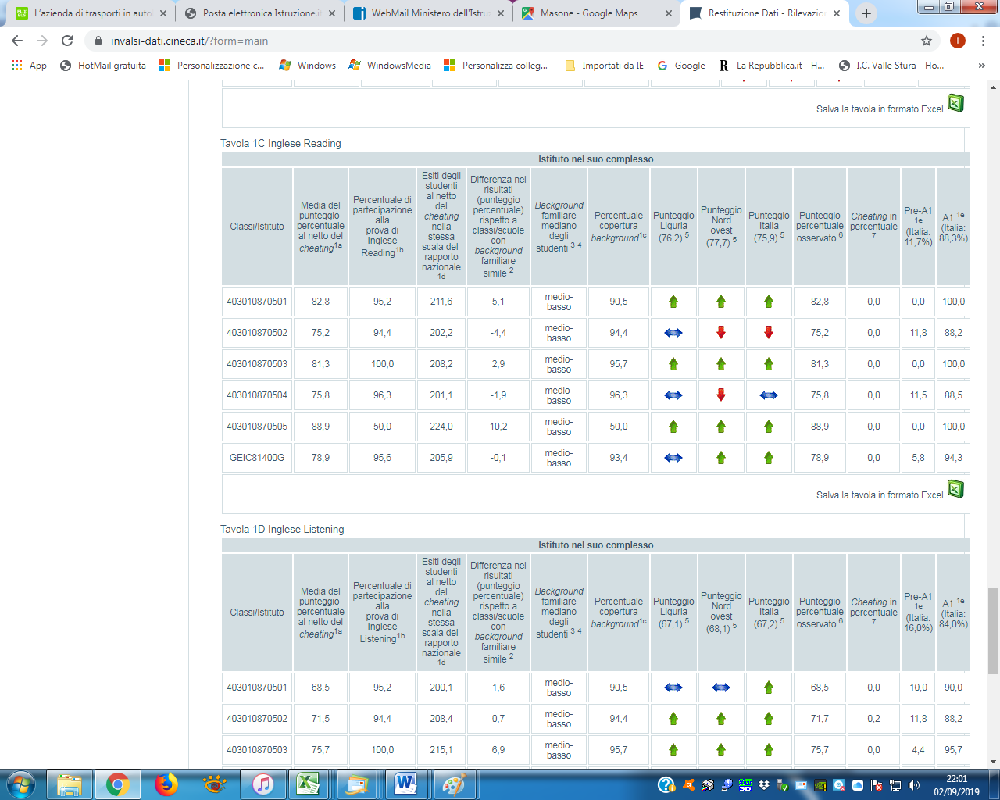 L'azienda di trasporti in auto
Posta elettronica Istruzione.i
WebMail Ministero dell'Istru
Masone - Google Maps
Restituzione Dati - Rilevazio
invalsi-dati.cineca.it/?form=main
App HotMail gratuita Personalizzazione c... Windows WindowsMedia Personalizza colleg... Importati da IE Google La Repubblica.it - H... I.C. Valle Stura - Ho... »
Salva la tavola in formato Excel
Tavola 1C Inglese Reading
Istituto nel suo complesso
Classi/Istituto
Media del punteggio percentuale al netto del cheating1a
Percentuale di partecipazione alla prova di Inglese Reading1b
Esiti degli studenti al netto del cheating nella stessa scala del rapporto nazionale 1d
Differenza nei risultati (punteggio percentuale) rispetto a classi/scuole con background familiare simile 2
Background familiare mediano degli studenti 3 4
Percentuale copertura background1c
Punteggio Liguria (76,2) 5
Punteggio Nord ovest (77,7) 5
Punteggio Italia (75,9) 5
Punteggio percentuale osservato 6
Cheating in percentuale 7
Pre-A1 1e (Italia: 11,7%)
A1 1e (Italia: 88,3%)
403010870501 82,8 95,2 211,6 5,1 medio-basso 90,5 82,8 0,0 0,0 100,0
403010870502 75,2 94,4 202,2 -4,4 medio-basso 94,4 75,2 0,0 11,8 88,2
403010870503 81,3 100,0 208,2 2,9 medio-basso 95,7 81,3 0,0 0,0 100,0
403010870504 75,8 96,3 201,1 -1,9 medio-basso 96,3 75,8 0,0 11,5 88,5
403010870505 88,9 50,0 224,0 10,2 medio-basso 50,0 88,9 0,0 0,0 100,0
GEIC81400G 78,9 95,6 205,9 -0,1 medio-basso 93,4 78,9 0,0 5,8 94,3
Salva la tavola in formato Excel
Tavola 1D Inglese Listening
Istituto nel suo complesso
Classi/Istituto
Media del punteggio percentuale al netto del cheating1a
Percentuale di partecipazione alla prova di Inglese Listening1b
Esiti degli studenti al netto del cheating nella stessa scala del rapporto nazionale 1d
Differenza nei risultati (punteggio percentuale) rispetto a classi/scuole con background familiare simile 2
Background familiare mediano degli studenti 3 4
Percentuale copertura background1c
Punteggio Liguria (67,1) 5
Punteggio Nord ovest (68,1) 5
Punteggio Italia (67,2) 5
Punteggio percentuale osservato 6
Cheating in percentuale 7
Pre-A1 1e (Italia: 16,0%)
A1 1e (Italia: 84,0%)
403010870501 68,5 95,2 200,1 1,6 medio-basso 90,5 68,5 0,0 10,0 90,0
403010870502 71,5 94,4 208,4 0,7 medio-basso 94,4 71,7 0,2 11,8 88,2
403010870503 75,7 100,0 215,1 6,9 medio-basso 95,7 75,7 0,0 4,4 95,7
22:01
02/09/2019